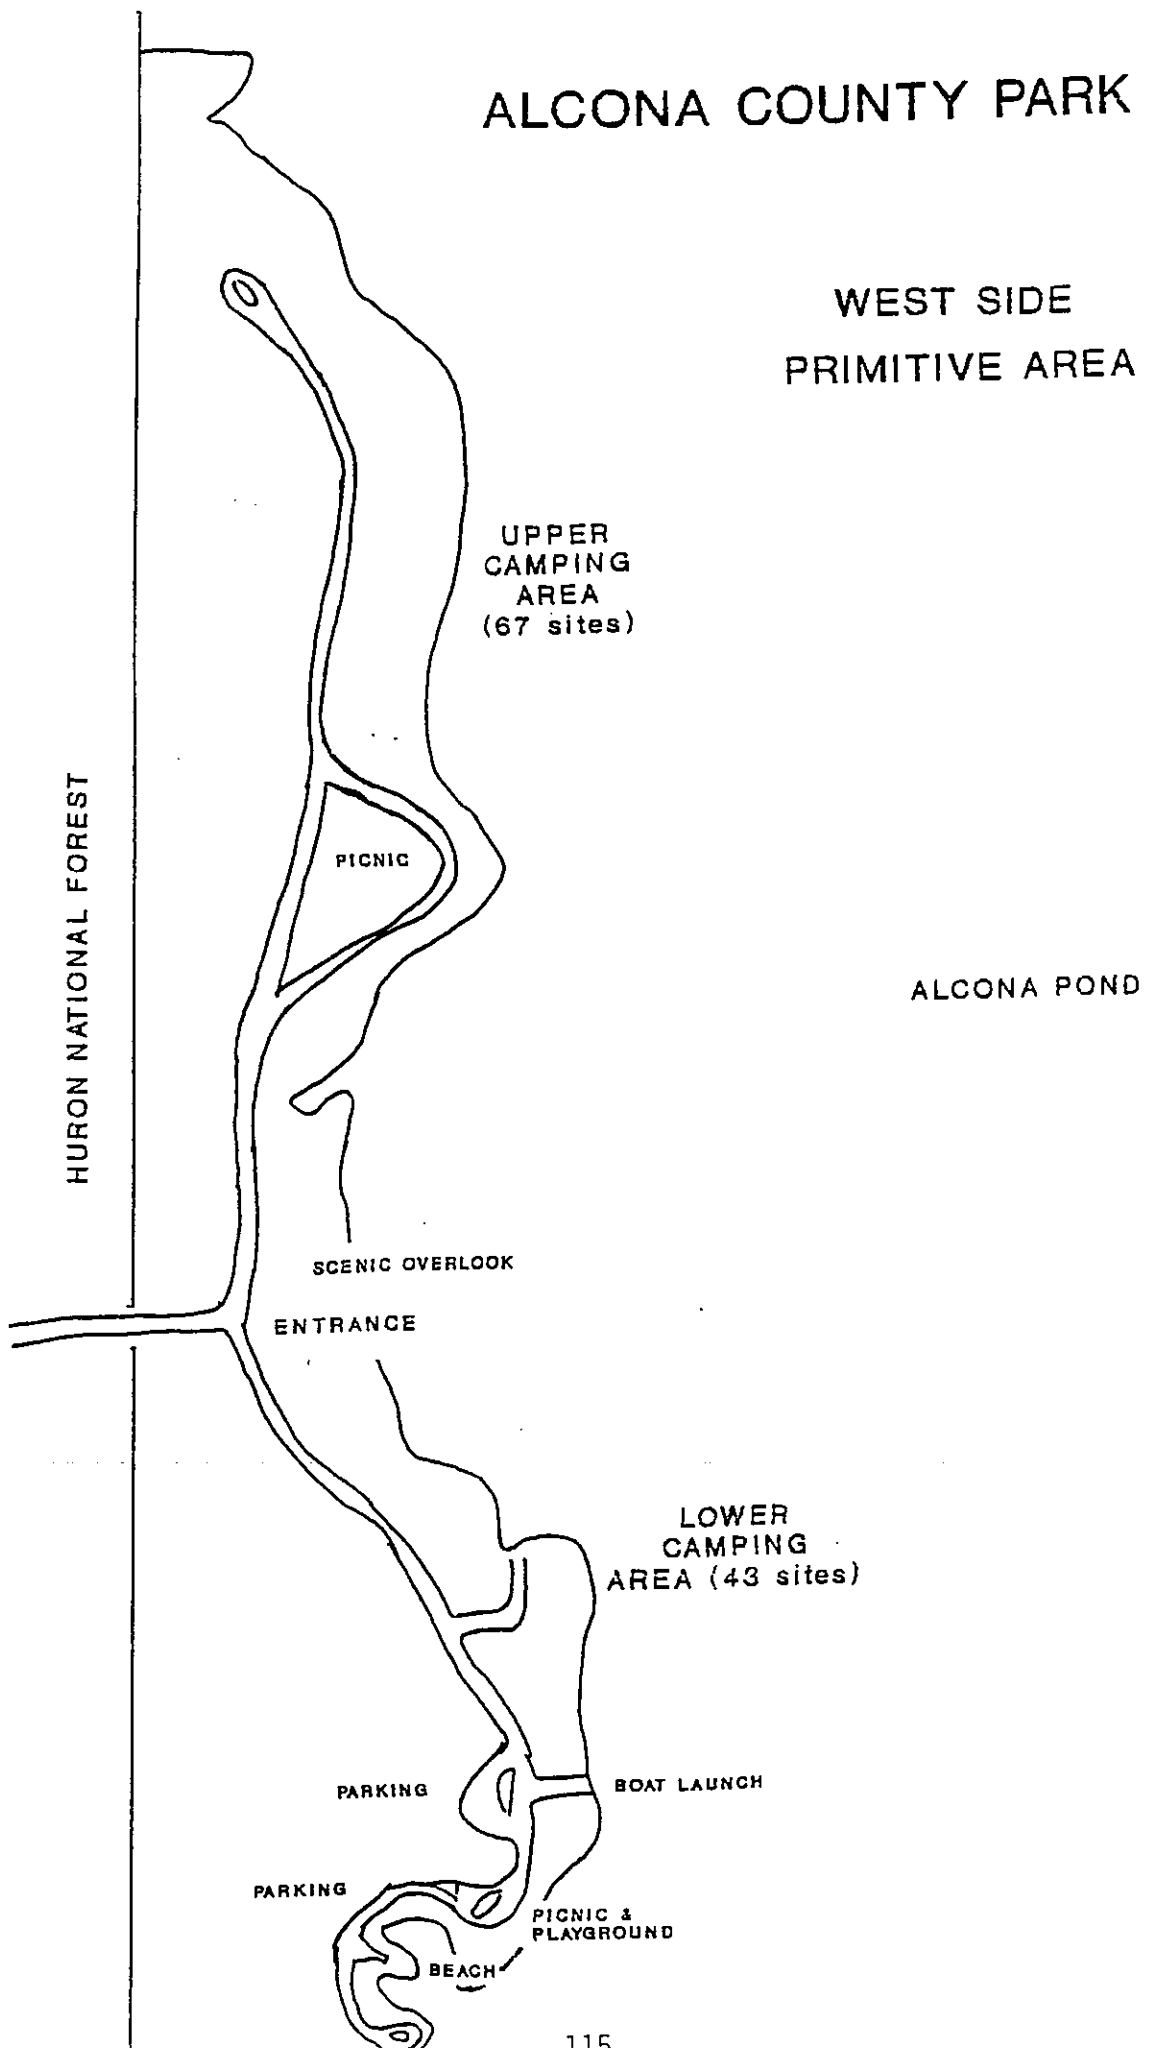 ALCONA COUNTY PARK
WEST SIDE
PRIMITIVE AREA
UPPER
CAMPING
AREA
(67 sites)
HURON NATIONAL FOREST
PICNIC
ALCONA POND
SCENIC OVERLOOK
ENTRANCE
LOWER
CAMPING
AREA (43 sites)
PARKING
BOAT LAUNCH
PARKING
PICNIC &
PLAYGROUND
BEACH
115